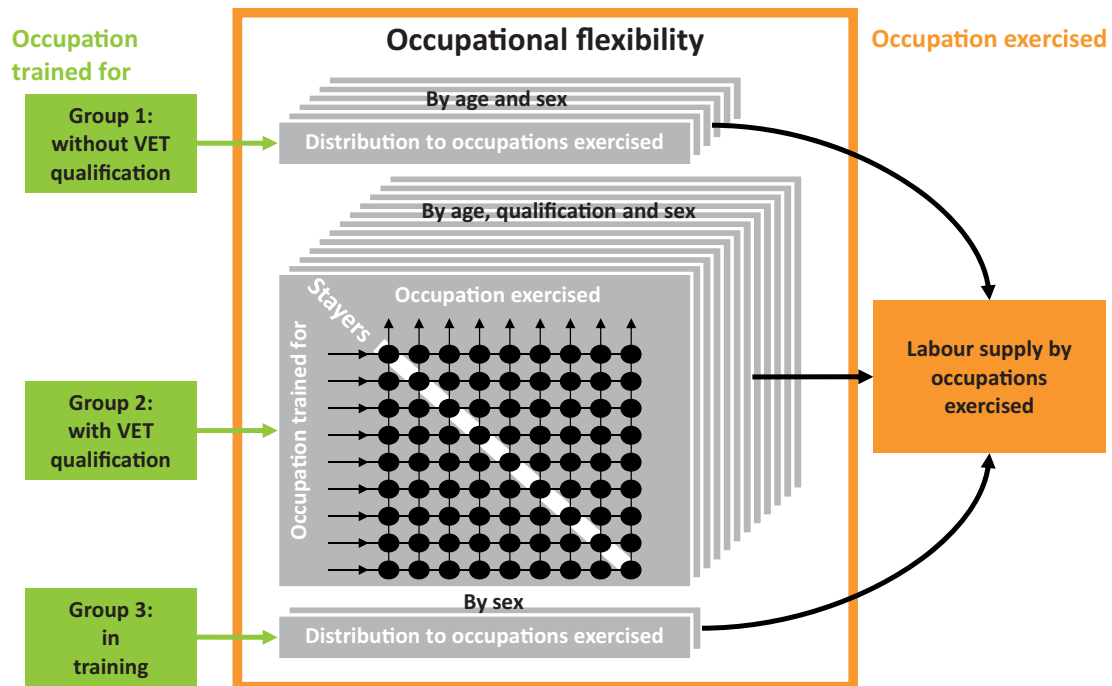 Occupation
trained for
Occupational flexibility
Occupation exercised
By age and sex
Group 1:
without VET
qualification
Distribution to occupations exercised
By age, qualification and sex
Stayers
Occupation exercised
Occupation trained for
Group 2:
with VET
qualification
Labour supply by
occupations
exercised
By sex
Group 3:
in
training
Distribution to occupations exercised